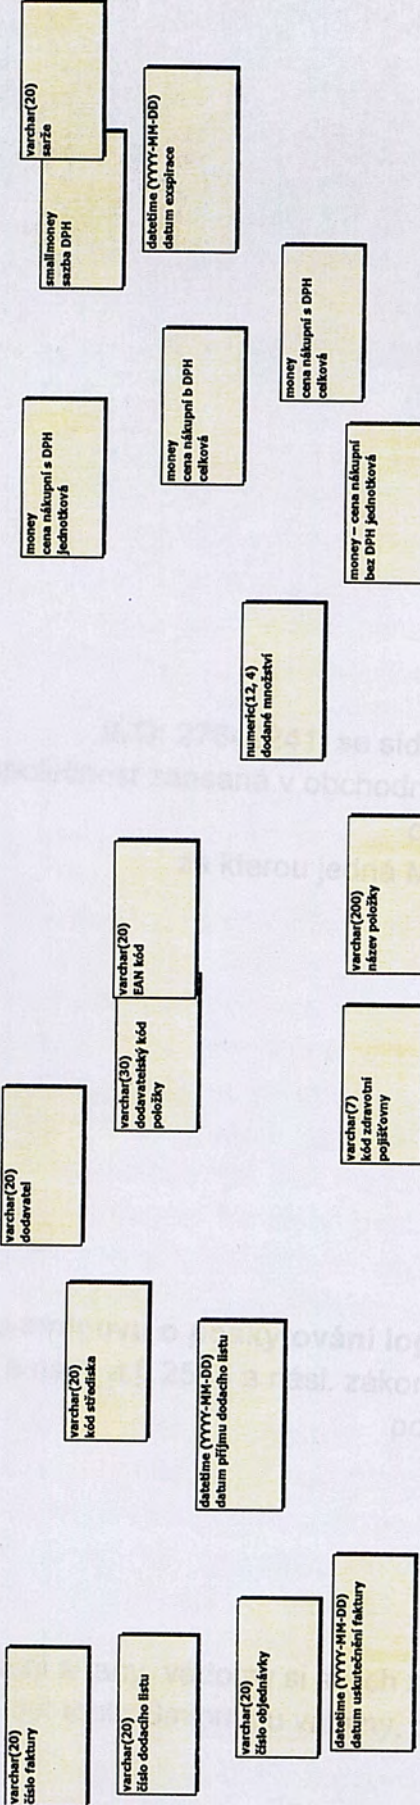 varchar(20)
číslo faktury
varchar(20)
číslo dodacího listu
varchar(20)
číslo objednávky
datetime (YYYY-MM-DD)
datum uskutečnění faktury
varchar(20)
kód střediska
datetime (YYYY-MM-DD)
datum příjmu dodacího listu
varchar(20)
dodavatel
varchar(30)
dodavatelský kód
položky
varchar(20)
EAN kód
varchar(7)
kód zdravotní
pojišťovny
varchar(200)
název položky
numeric(12, 4)
dodané množství
money
cena nákupní s DPH
jednotková
money
cena nákupní b DPH
celková
money – cena nákupní
bez DPH jednotková
money
cena nákupní s DPH
celková
smallmoney
sazba DPH
varchar(20)
sarže
datetime (YYYY-MM-DD)
datum exspirace